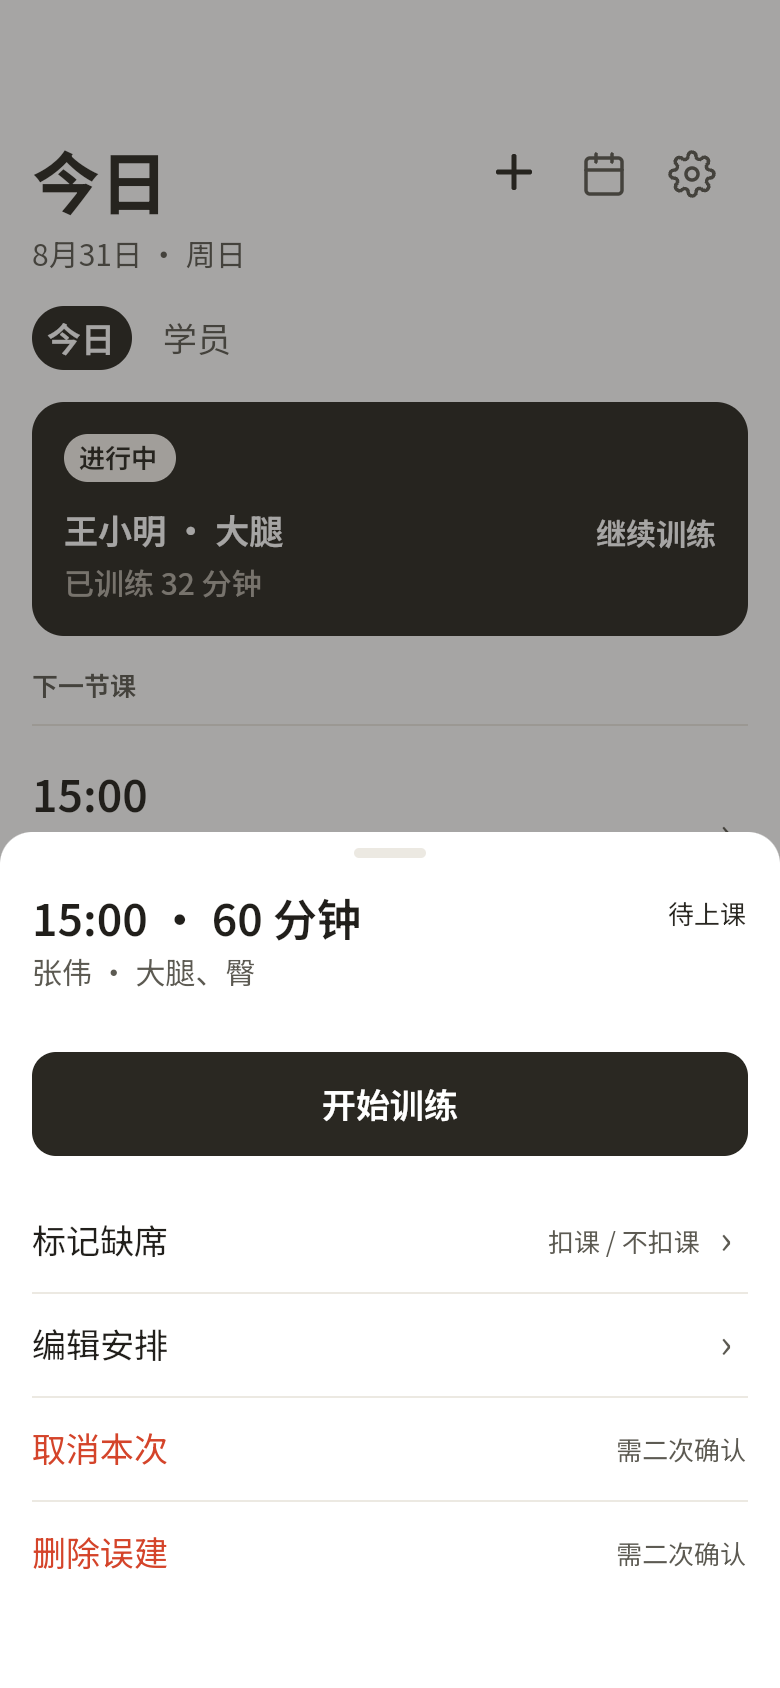 今日
8月31日 · 周日
今日 学员
进行中
王小明 · 大腿
继续训练
已训练 32 分钟
下一节课
15:00
15:00 · 60 分钟
待上课
张伟 · 大腿、臀
开始训练
标记缺席 扣课 / 不扣课 ›
编辑安排 ›
取消本次 需二次确认
删除误建 需二次确认